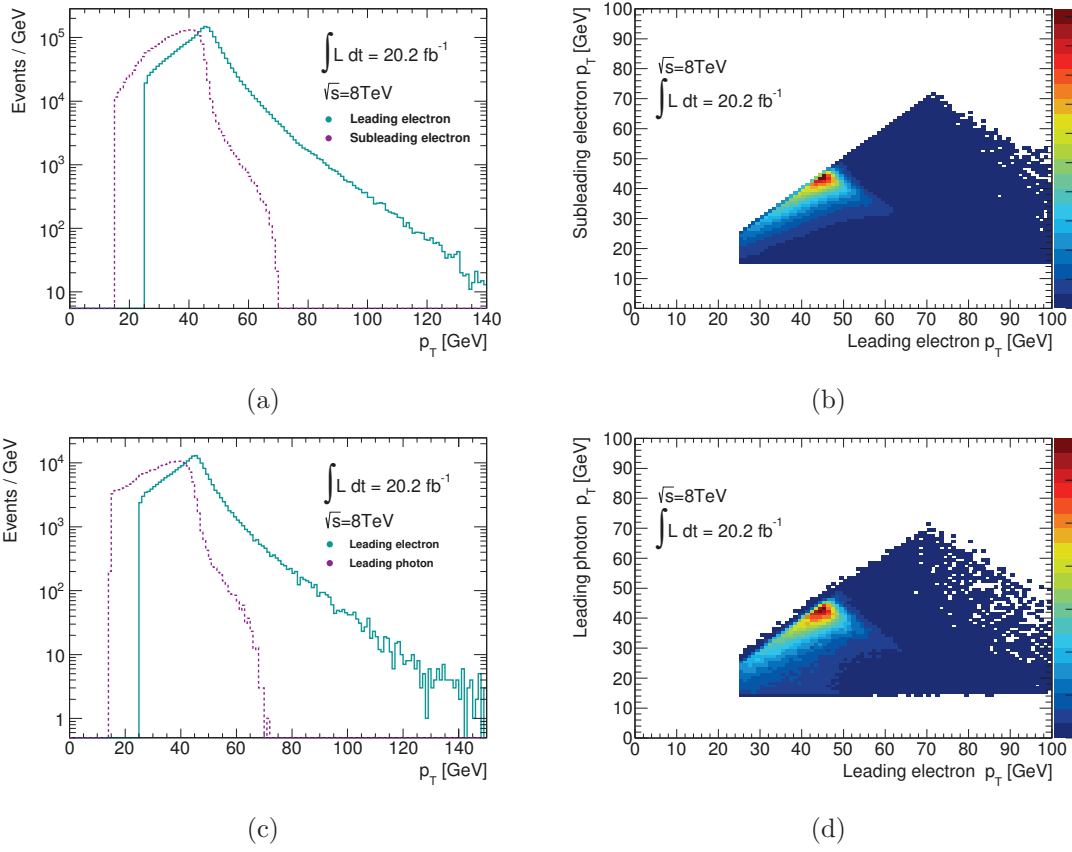 Events / GeV
10^5
10^4
10^3
10^2
10
∫L dt = 20.2 fb^-1
√s=8TeV
Leading electron
Subleading electron
0 20 40 60 80 100 120 140
p_T [GeV]
(a)
Subleading electron p_T [GeV]
100
90
80
70
60
50
40
30
20
10
0
√s=8TeV
∫L dt = 20.2 fb^-1
0 10 20 30 40 50 60 70 80 90 100
Leading electron p_T [GeV]
(b)
Events / GeV
10^4
10^3
10^2
10
1
∫L dt = 20.2 fb^-1
√s=8TeV
Leading electron
Leading photon
0 20 40 60 80 100 120 140
p_T [GeV]
(c)
Leading photon p_T [GeV]
100
90
80
70
60
50
40
30
20
10
0
√s=8TeV
∫L dt = 20.2 fb^-1
0 10 20 30 40 50 60 70 80 90 100
Leading electron p_T [GeV]
(d)